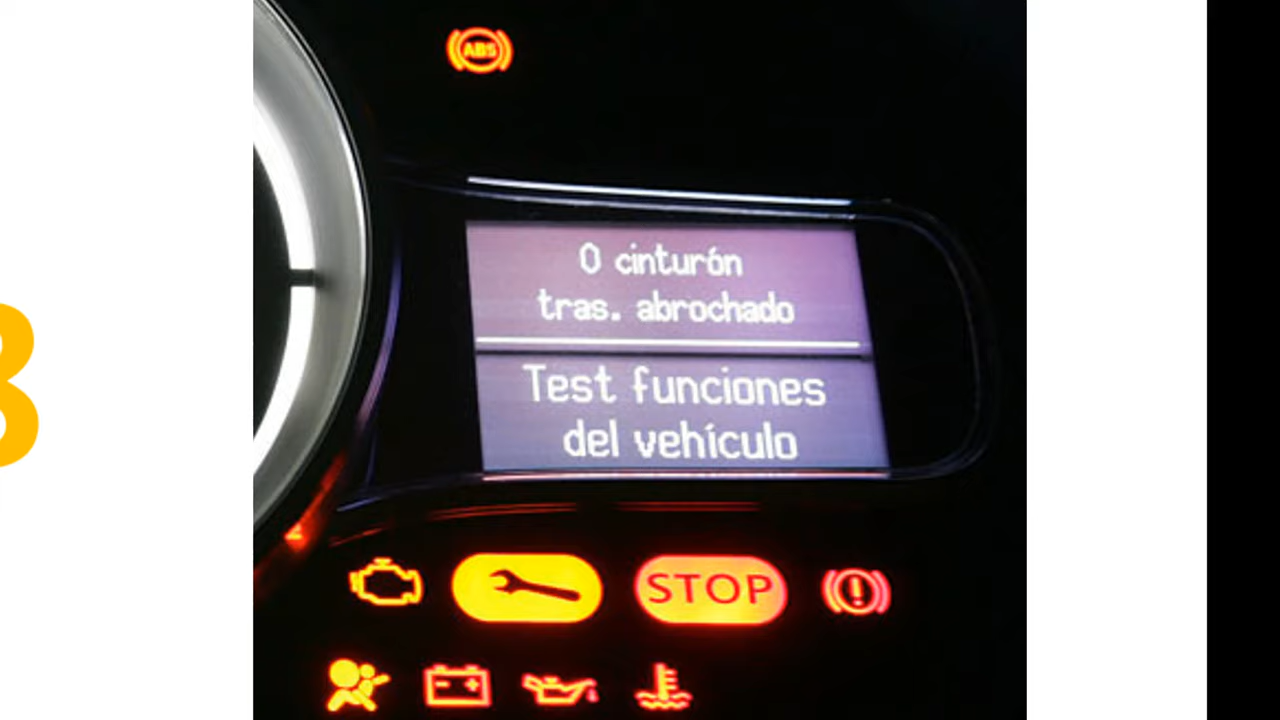 ABS
0 cinturón
tras. abrochado
Test funciones
del vehículo
STOP